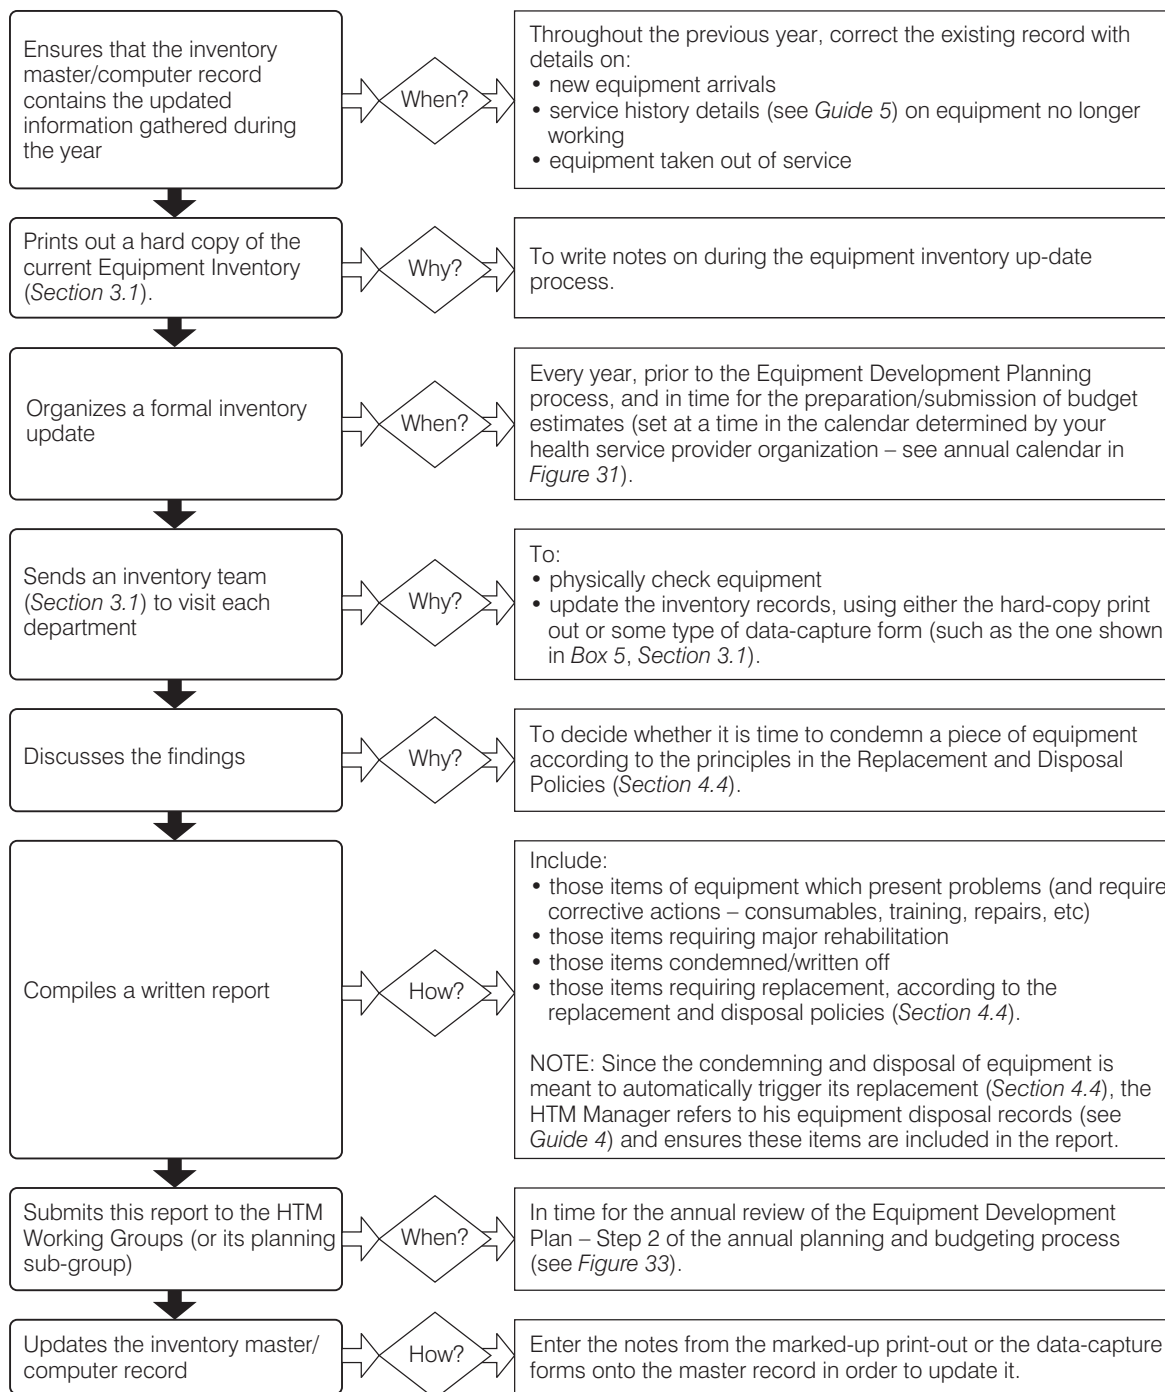 Ensures that the inventory
master/computer record
contains the updated
information gathered during
the year
When?
Throughout the previous year, correct the existing record with
details on:
• new equipment arrivals
• service history details (see Guide 5) on equipment no longer
working
• equipment taken out of service
Prints out a hard copy of the
current Equipment Inventory
(Section 3.1).
Why?
To write notes on during the equipment inventory up-date
process.
Organizes a formal inventory
update
When?
Every year, prior to the Equipment Development Planning
process, and in time for the preparation/submission of budget
estimates (set at a time in the calendar determined by your
health service provider organization – see annual calendar in
Figure 31).
Sends an inventory team
(Section 3.1) to visit each
department
Why?
To:
• physically check equipment
• update the inventory records, using either the hard-copy print
out or some type of data-capture form (such as the one shown
in Box 5, Section 3.1).
Discusses the findings
Why?
To decide whether it is time to condemn a piece of equipment
according to the principles in the Replacement and Disposal
Policies (Section 4.4).
Compiles a written report
How?
Include:
• those items of equipment which present problems (and require
corrective actions – consumables, training, repairs, etc)
• those items requiring major rehabilitation
• those items condemned/written off
• those items requiring replacement, according to the
replacement and disposal policies (Section 4.4).
NOTE: Since the condemning and disposal of equipment is
meant to automatically trigger its replacement (Section 4.4), the
HTM Manager refers to his equipment disposal records (see
Guide 4) and ensures these items are included in the report.
Submits this report to the HTM
Working Groups (or its planning
sub-group)
When?
In time for the annual review of the Equipment Development
Plan – Step 2 of the annual planning and budgeting process
(see Figure 33).
Updates the inventory master/
computer record
How?
Enter the notes from the marked-up print-out or the data-capture
forms onto the master record in order to update it.